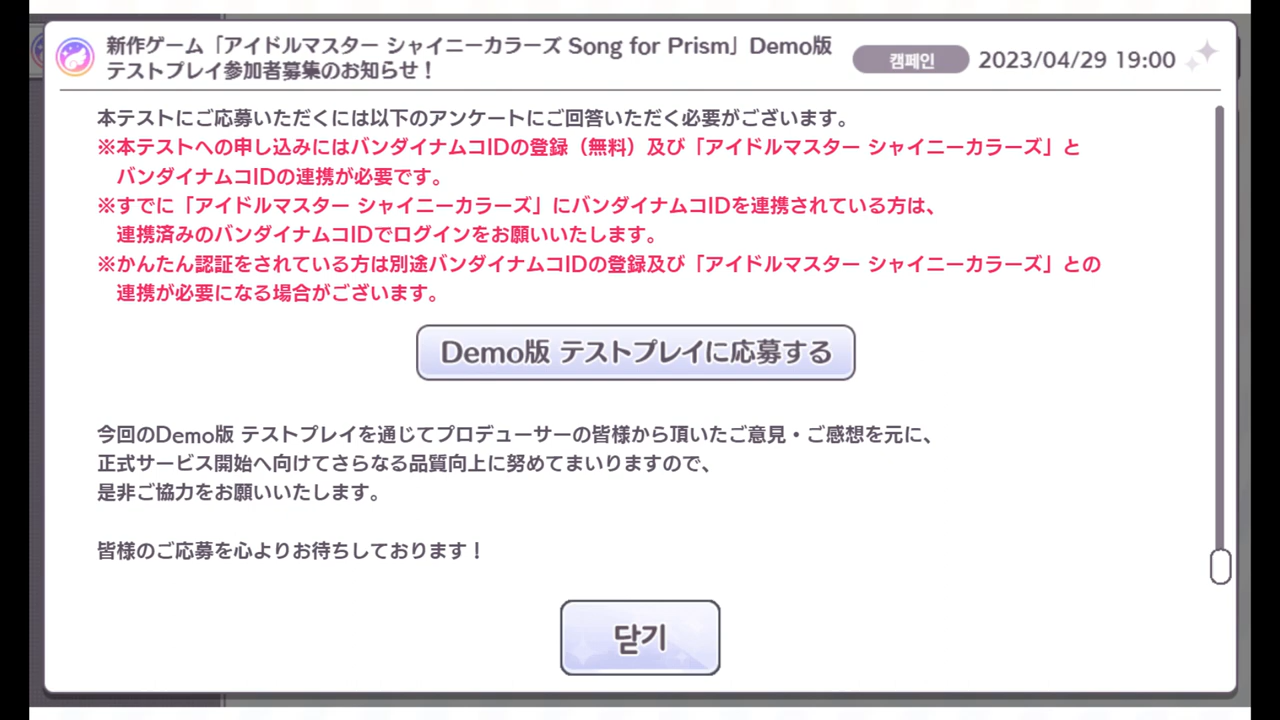 新作ゲーム「アイドルマスター シャイニーカラーズ Song for Prism」Demo版
テストプレイ参加者募集のお知らせ！
캠페인
2023/04/29 19:00
本テストにご応募いただくには以下のアンケートにご回答いただく必要がございます。
※本テストへの申し込みにはバンダイナムコIDの登録（無料）及び「アイドルマスター シャイニーカラーズ」と
バンダイナムコIDの連携が必要です。
※すでに「アイドルマスター シャイニーカラーズ」にバンダイナムコIDを連携されている方は、
連携済みのバンダイナムコIDでログインをお願いいたします。
※かんたん認証をされている方は別途バンダイナムコIDの登録及び「アイドルマスター シャイニーカラーズ」との
連携が必要になる場合がございます。
Demo版 テストプレイに応募する
今回のDemo版 テストプレイを通じてプロデューサーの皆様から頂いたご意見・ご感想を元に、
正式サービス開始へ向けてさらなる品質向上に努めてまいりますので、
是非ご協力をお願いいたします。
皆様のご応募を心よりお待ちしております！
닫기